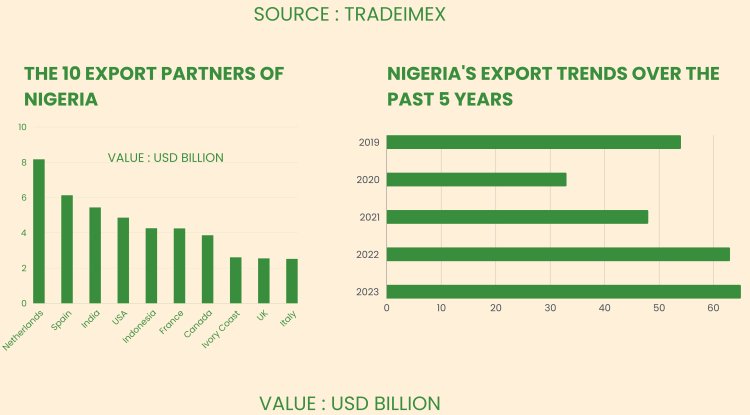 SOURCE : TRADEIMEX
THE 10 EXPORT PARTNERS OF
NIGERIA
VALUE : USD BILLION
10
8
6
4
2
0
Netherlands
Spain
India
USA
Indonesia
France
Canada
Ivory Coast
UK
Italy
NIGERIA'S EXPORT TRENDS OVER THE
PAST 5 YEARS
2019
2020
2021
2022
2023
0 10 20 30 40 50 60
VALUE : USD BILLION